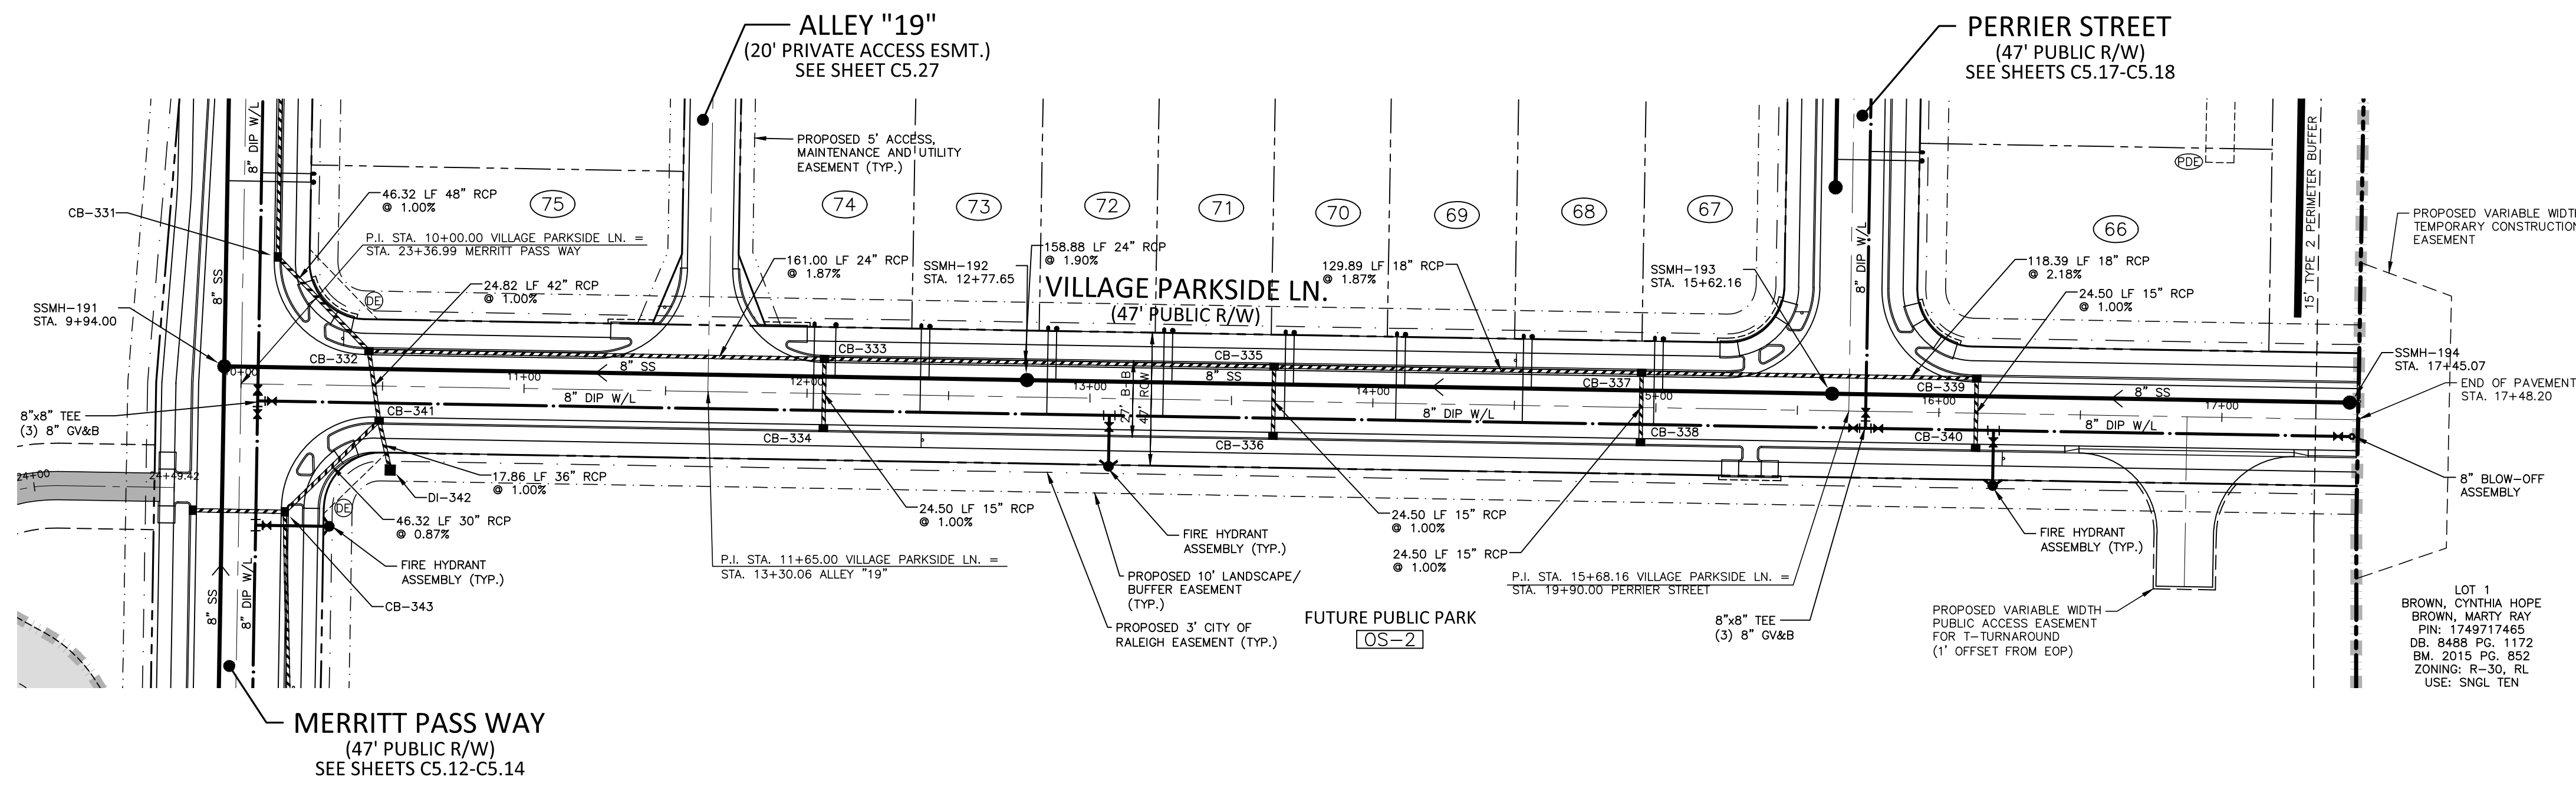 ALLEY "19"
(20' PRIVATE ACCESS ESMT.)
SEE SHEET C5.27
PERRIER STREET
(47' PUBLIC R/W)
SEE SHEETS C5.17-C5.18
8" DIP W/L
PROPOSED 5' ACCESS,
MAINTENANCE AND UTILITY
EASEMENT (TYP.)
15' TYPE 2 PERIMETER BUFFER
PDE
CB-331
46.32 LF 48" RCP
@ 1.00%
75
74
73
72
71
70
69
68
67
66
PROPOSED VARIABLE WIDTH
TEMPORARY CONSTRUCTION
EASEMENT
P.I. STA. 10+00.00 VILLAGE PARKSIDE LN. =
STA. 23+36.99 MERRITT PASS WAY
161.00 LF 24" RCP
@ 1.87%
SSMH-192
STA. 12+77.65
158.88 LF 24" RCP
@ 1.90%
129.89 LF 18" RCP
@ 1.87%
SSMH-193
STA. 15+62.16
8" DIP W/L
118.39 LF 18" RCP
@ 2.18%
24.50 LF 15" RCP
@ 1.00%
24.82 LF 42" RCP
@ 1.00%
DE
VILLAGE PARKSIDE LN.
(47' PUBLIC R/W)
8" SS
SSMH-191
STA. 9+94.00
CB-332
CB-333
CB-335
CB-337
CB-339
SSMH-194
STA. 17+45.07
END OF PAVEMENT
STA. 17+48.20
8" SS
8" SS
8" SS
10+00
11+00
12+00
13+00
14+00
15+00
16+00
17+00
27' B-B
47' ROW
8" DIP W/L
8" DIP W/L
8" DIP W/L
8"x8" TEE
(3) 8" GV&B
CB-341
CB-334
CB-336
CB-338
CB-340
24+00
24+49.42
17.86 LF 36" RCP
@ 1.00%
DI-342
DE
46.32 LF 30" RCP
@ 0.87%
FIRE HYDRANT
ASSEMBLY (TYP.)
CB-343
8" SS
8" DIP W/L
24.50 LF 15" RCP
@ 1.00%
P.I. STA. 11+65.00 VILLAGE PARKSIDE LN. =
STA. 13+30.06 ALLEY "19"
FIRE HYDRANT
ASSEMBLY (TYP.)
PROPOSED 10' LANDSCAPE/
BUFFER EASEMENT
(TYP.)
PROPOSED 3' CITY OF
RALEIGH EASEMENT (TYP.)
24.50 LF 15" RCP
@ 1.00%
24.50 LF 15" RCP
@ 1.00%
P.I. STA. 15+68.16 VILLAGE PARKSIDE LN. =
STA. 19+90.00 PERRIER STREET
FUTURE PUBLIC PARK
OS-2
8"x8" TEE
(3) 8" GV&B
FIRE HYDRANT
ASSEMBLY (TYP.)
PROPOSED VARIABLE WIDTH
PUBLIC ACCESS EASEMENT
FOR T-TURNAROUND
(1' OFFSET FROM EOP)
8" BLOW-OFF
ASSEMBLY
LOT 1
BROWN, CYNTHIA HOPE
BROWN, MARTY RAY
PIN: 1749717465
DB. 8488 PG. 1172
BM. 2015 PG. 852
ZONING: R-30, RL
USE: SNGL TEN
MERRITT PASS WAY
(47' PUBLIC R/W)
SEE SHEETS C5.12-C5.14